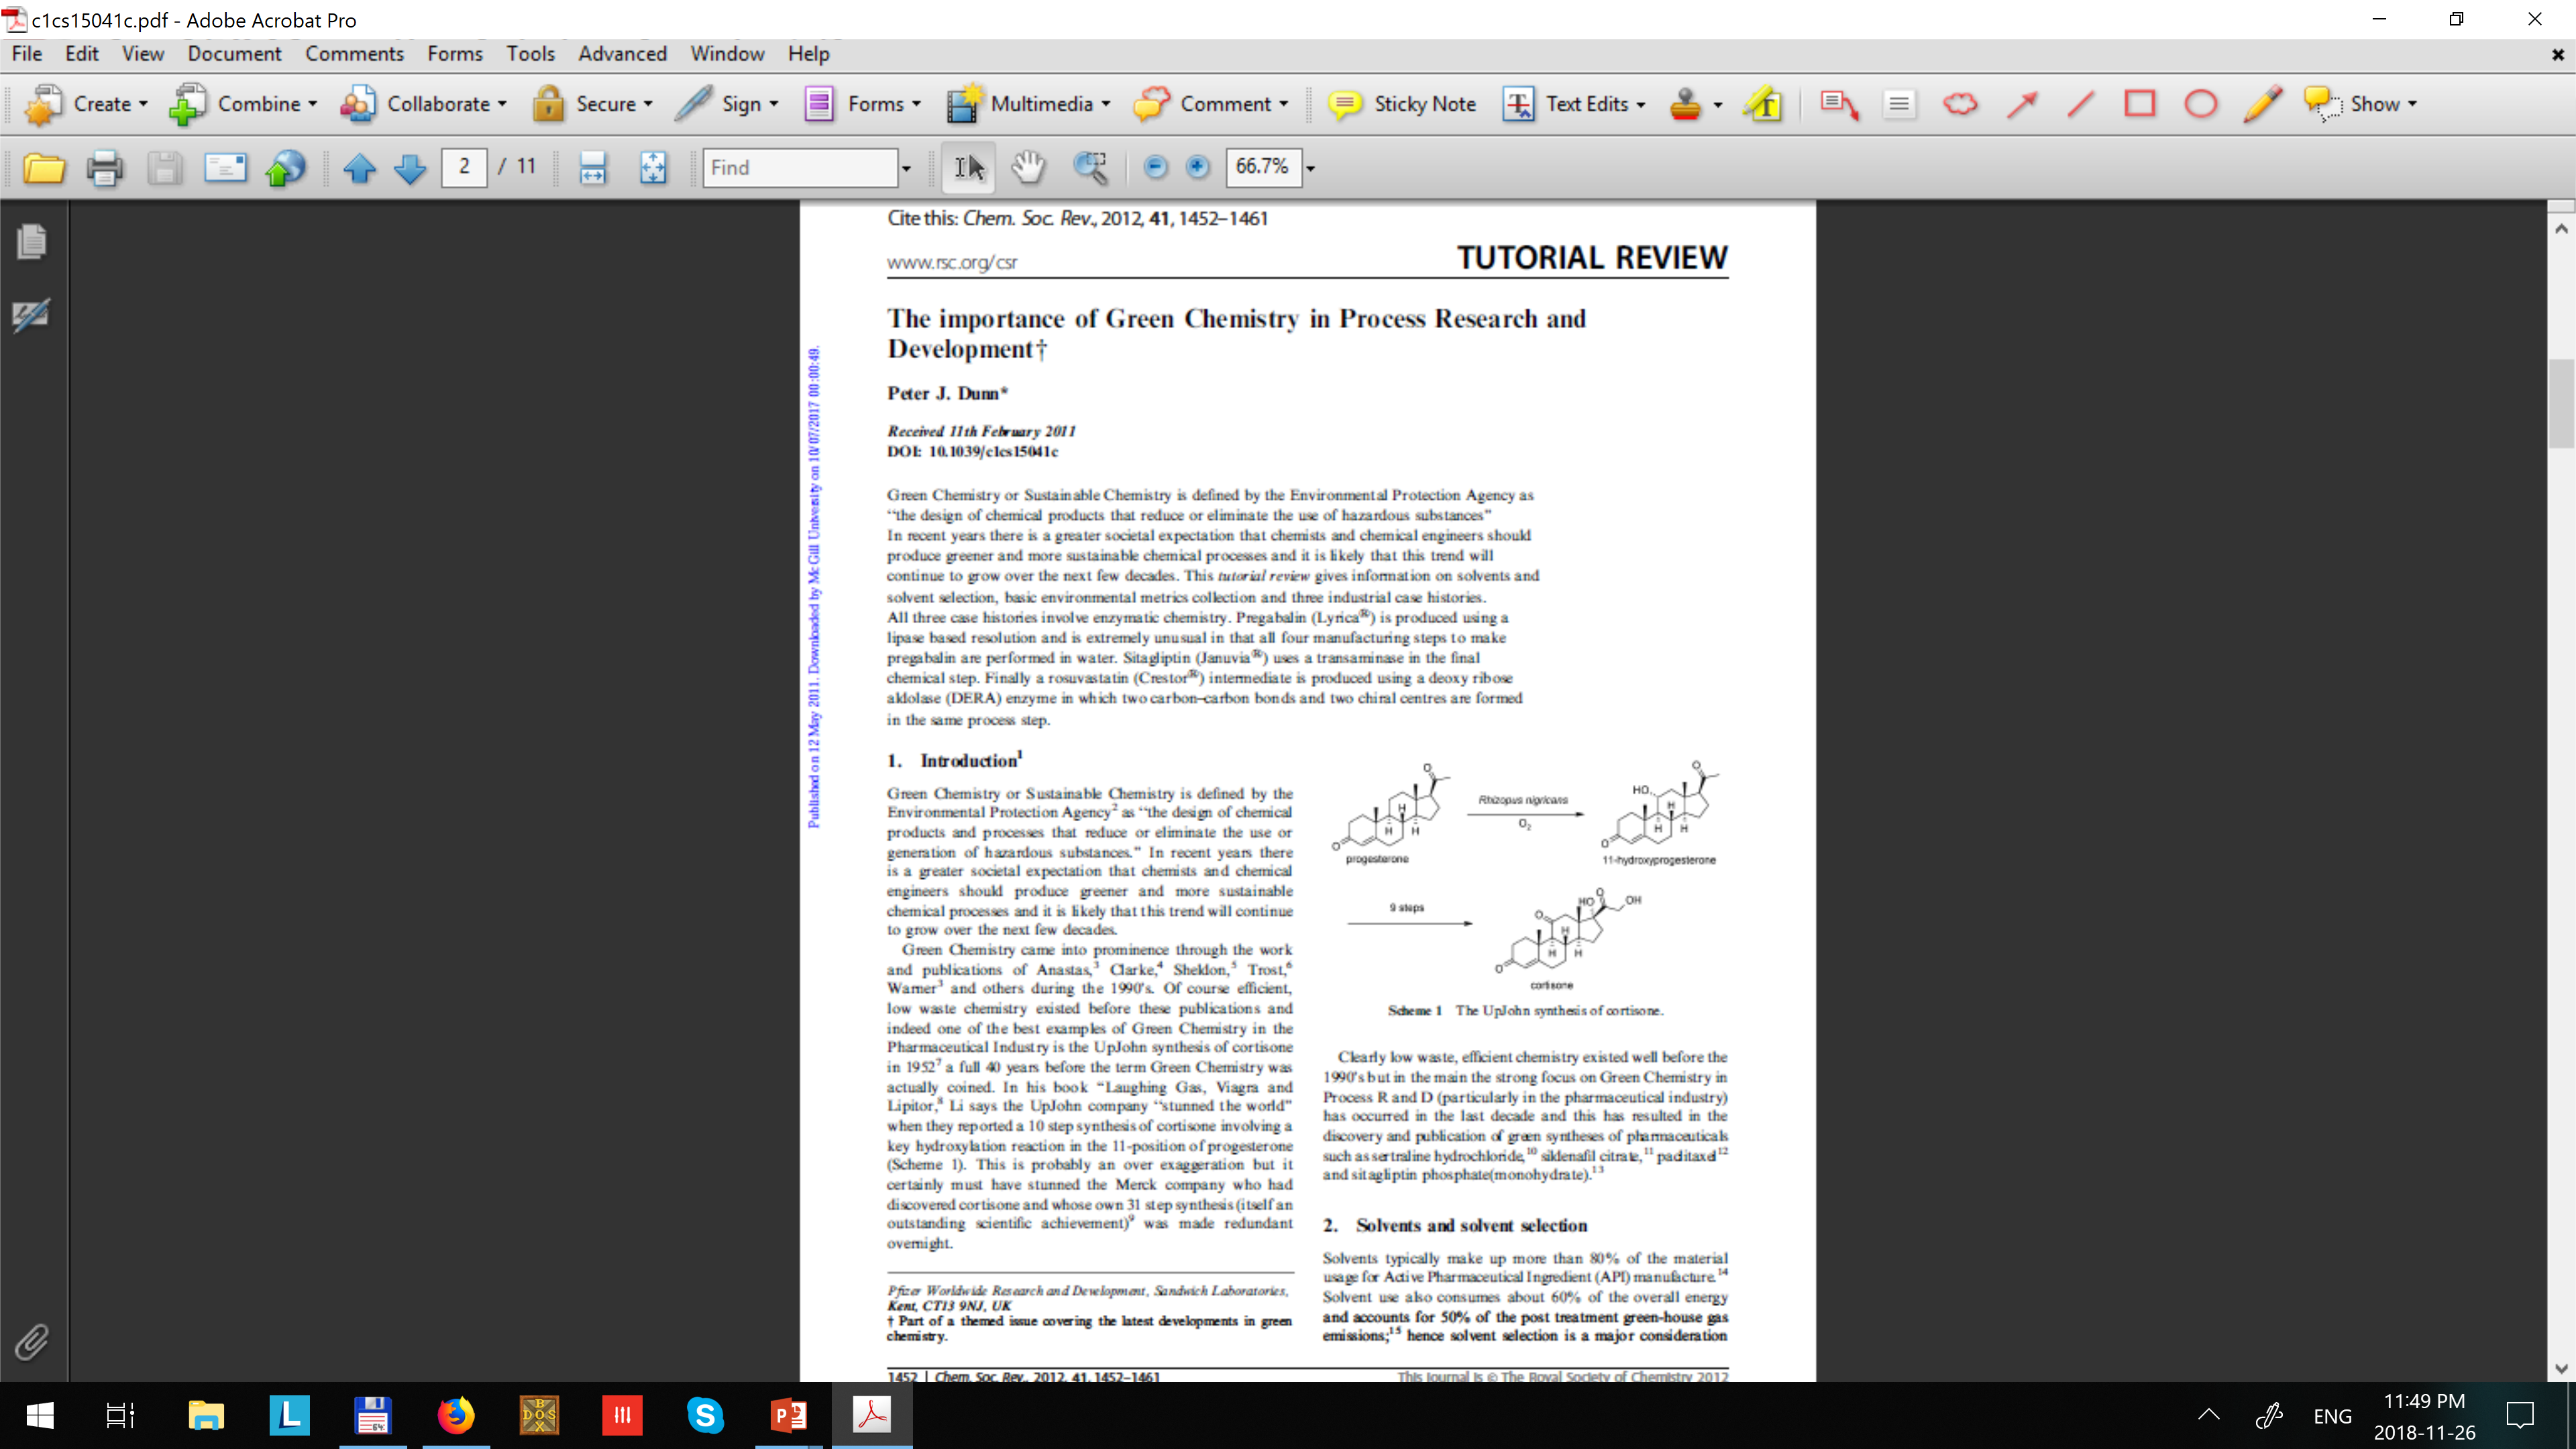 c1cs15041c.pdf - Adobe Acrobat Pro
File Edit View Document Comments Forms Tools Advanced Window Help
Create Combine Collaborate Secure Sign Forms Multimedia Comment Sticky Note Text Edits Show
2 / 11 Find 66.7%
Cite this: Chem. Soc. Rev., 2012, 41, 1452–1461
www.rsc.org/csr
TUTORIAL REVIEW
The importance of Green Chemistry in Process Research and
Development†
Peter J. Dunn*
Received 11th February 2011
DOI: 10.1039/c1cs15041c
Green Chemistry or Sustainable Chemistry is defined by the Environmental Protection Agency as
‘‘the design of chemical products that reduce or eliminate the use of hazardous substances’’
In recent years there is a greater societal expectation that chemists and chemical engineers should
produce greener and more sustainable chemical processes and it is likely that this trend will
continue to grow over the next few decades. This tutorial review gives information on solvents and
solvent selection, basic environmental metrics collection and three industrial case histories.
All three case histories involve enzymatic chemistry. Pregabalin (Lyrica®) is produced using a
lipase based resolution and is extremely unusual in that all four manufacturing steps to make
pregabalin are performed in water. Sitagliptin (Januvia®) uses a transaminase in the final
chemical step. Finally a rosuvastatin (Crestor®) intermediate is produced using a deoxy ribose
aldolase (DERA) enzyme in which two carbon–carbon bonds and two chiral centres are formed
in the same process step.
Published on 12 May 2011. Downloaded by McGill University on 10/07/2017 00:00:49.
1. Introduction1
Green Chemistry or Sustainable Chemistry is defined by the
Environmental Protection Agency2 as ‘‘the design of chemical
products and processes that reduce or eliminate the use or
generation of hazardous substances.’’ In recent years there
is a greater societal expectation that chemists and chemical
engineers should produce greener and more sustainable
chemical processes and it is likely that this trend will continue
to grow over the next few decades.
Green Chemistry came into prominence through the work
and publications of Anastas,3 Clarke,4 Sheldon,5 Trost,6
Warner3 and others during the 1990's. Of course efficient,
low waste chemistry existed before these publications and
indeed one of the best examples of Green Chemistry in the
Pharmaceutical Industry is the UpJohn synthesis of cortisone
in 19527 a full 40 years before the term Green Chemistry was
actually coined. In his book ‘‘Laughing Gas, Viagra and
Lipitor,8 Li says the UpJohn company ‘‘stunned the world’’
when they reported a 10 step synthesis of cortisone involving a
key hydroxylation reaction in the 11-position of progesterone
(Scheme 1). This is probably an over exaggeration but it
certainly must have stunned the Merck company who had
discovered cortisone and whose own 31 step synthesis (itself an
outstanding scientific achievement)9 was made redundant
overnight.
Pfizer Worldwide Research and Development, Sandwich Laboratories,
Kent, CT13 9NJ, UK
† Part of a themed issue covering the latest developments in green
chemistry.
O H H H O
progesterone
Rhizopus nigricans
O2
O HO H H H O
11-hydroxyprogesterone
9 steps
O HO OH O H H H O
cortisone
Scheme 1 The UpJohn synthesis of cortisone.
Clearly low waste, efficient chemistry existed well before the
1990's but in the main the strong focus on Green Chemistry in
Process R and D (particularly in the pharmaceutical industry)
has occurred in the last decade and this has resulted in the
discovery and publication of green syntheses of pharmaceuticals
such as sertraline hydrochloride,10 sildenafil citrate,11 paclitaxel12
and sitagliptin phosphate(monohydrate).13
2. Solvents and solvent selection
Solvents typically make up more than 80% of the material
usage for Active Pharmaceutical Ingredient (API) manufacture.14
Solvent use also consumes about 60% of the overall energy
and accounts for 50% of the post treatment green-house gas
emissions;15 hence solvent selection is a major consideration
1452 | Chem. Soc. Rev., 2012, 41, 1452–1461
This journal is © The Royal Society of Chemistry 2012
ENG
11:49 PM
2018-11-26